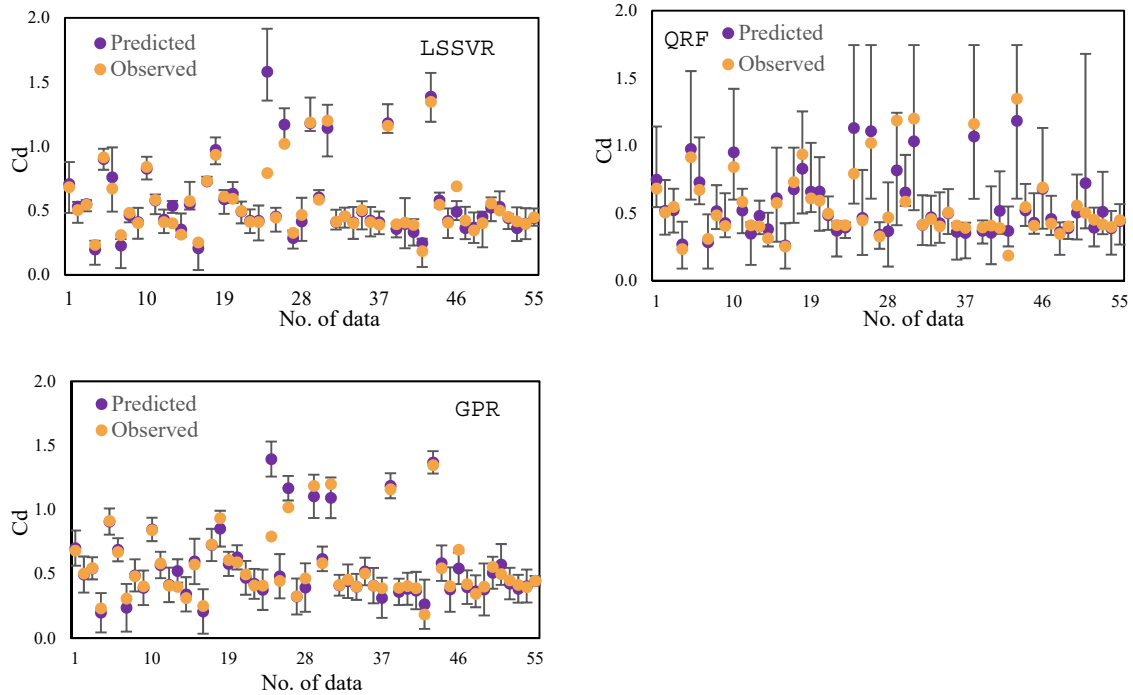 2.0
1.5
1.0
0.5
0.0
Cd
Predicted
Observed
LSSVR
1 10 19 28 37 46 55
No. of data
2.0
1.5
1.0
0.5
0.0
Cd
QRF
Predicted
Observed
1 10 19 28 37 46 55
No. of data
2.0
1.5
1.0
0.5
0.0
Cd
Predicted
Observed
GPR
1 10 19 28 37 46 55
No. of data